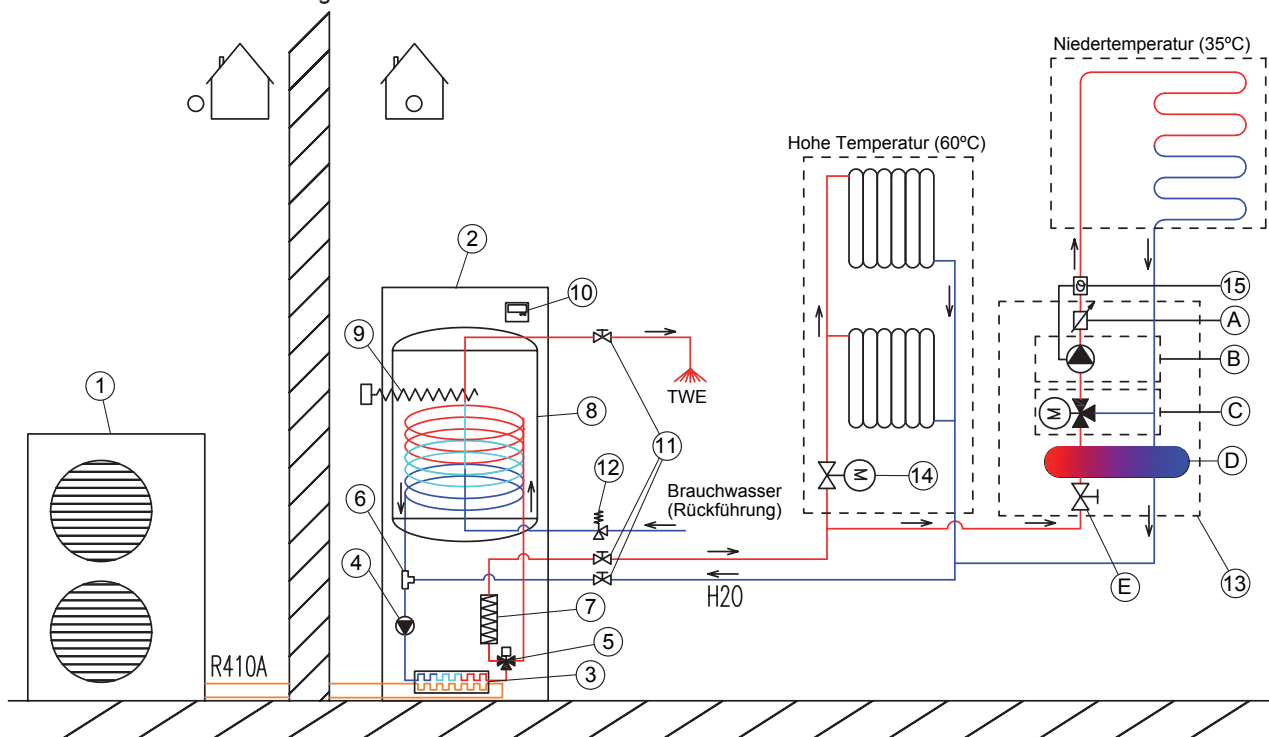 Niedertemperatur (35ºC)
Hohe Temperatur (60ºC)
2
10
15
A
9
B
1
TWE
8
C
11
12
14
D
Brauchwasser
(Rückführung)
6
4
H2O
E
13
7
5
R410A
3
M
M